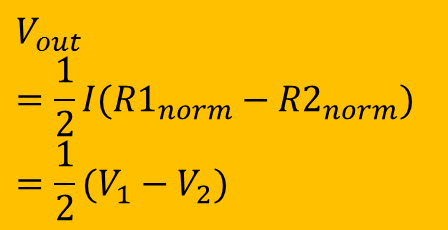 V_out
= 1/2 I(R1_norm − R2_norm)
= 1/2 (V_1 − V_2)